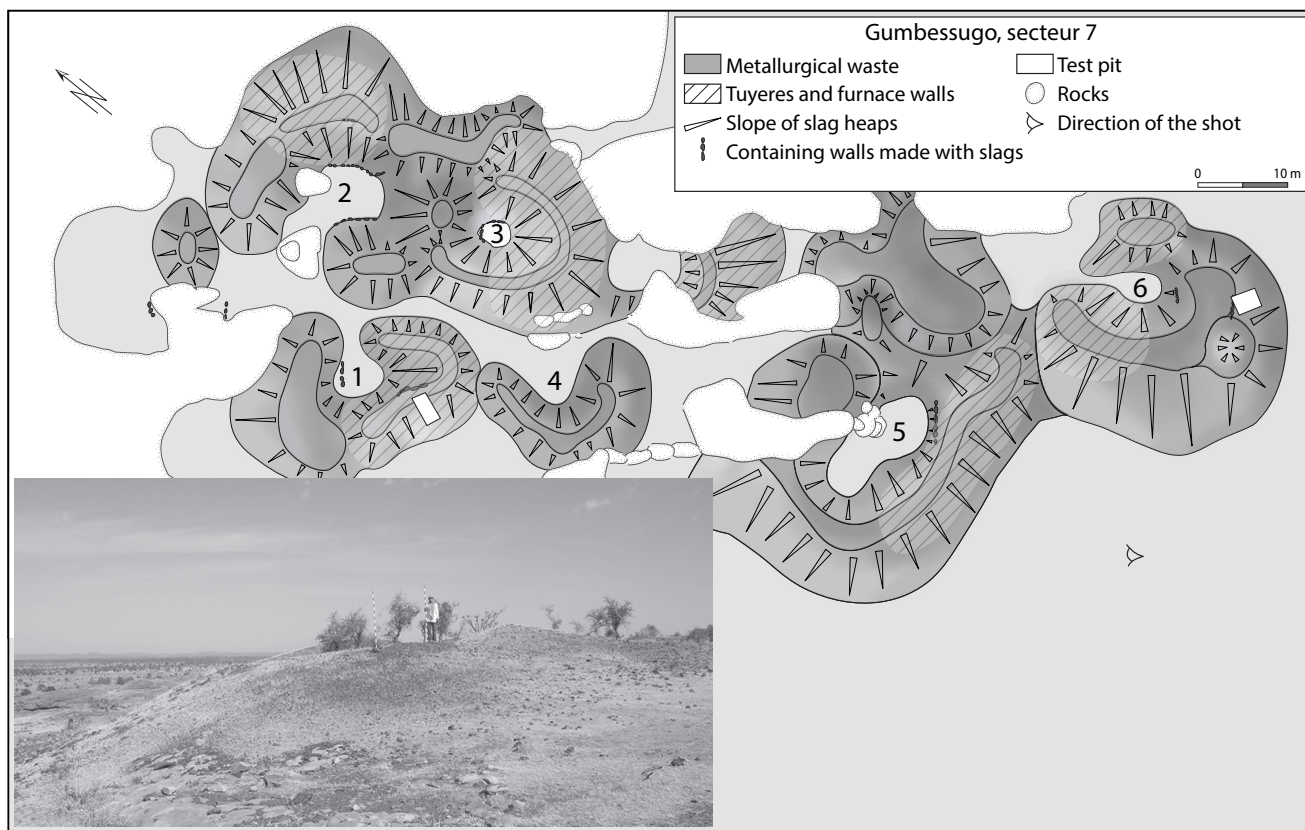 Gumbessugo, secteur 7
Metallurgical waste
Tuyeres and furnace walls
Slope of slag heaps
Containing walls made with slags
Test pit
Rocks
Direction of the shot
0 10 m
2
3
6
1
4
5